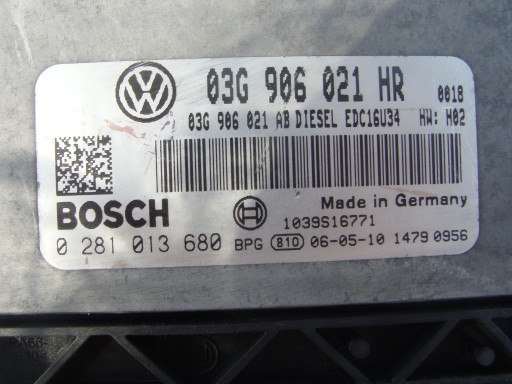 03G 906 021 HR 0018
03G 906 021 AB DIESEL EDC16U34 HW: H02
BOSCH
Made in Germany
1039S16771
0 281 013 680 BPG 810 06-05-10 1479 0956